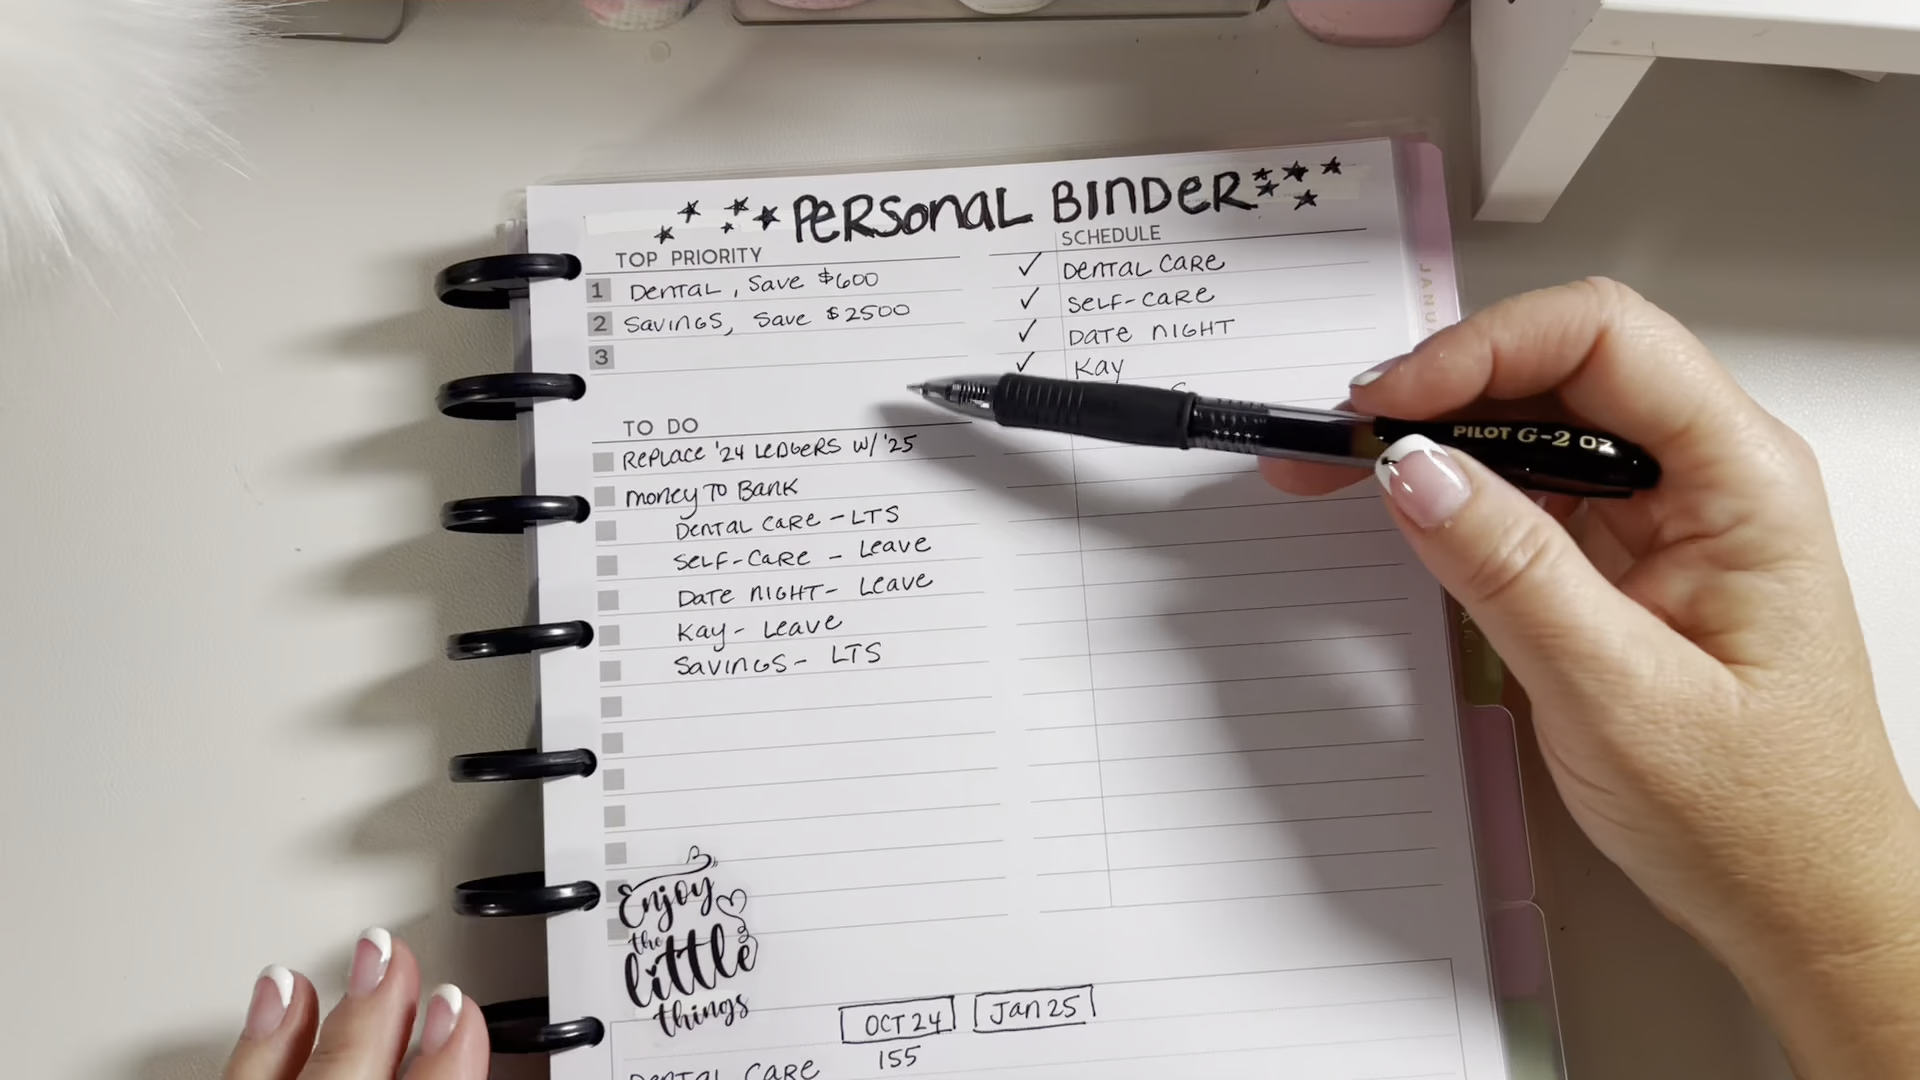 PERSONAL BINDER
TOP PRIORITY
1 DENTAL, Save $600
2 SAVINGS, Save $2500
3
SCHEDULE
✓ DENTAL CARE
✓ SELF-CARE
✓ DATE NIGHT
✓ KAY
TO DO
REPLACE '24 LEDGERS W/ '25
MONEY TO BANK
DENTAL CARE - LTS
SELF-CARE - Leave
DATE NIGHT - Leave
KAY - Leave
SAVINGS - LTS
Enjoy
the
little
things
OCT 24 Jan 25
155
DENTAL CARE
PILOT G-2 07